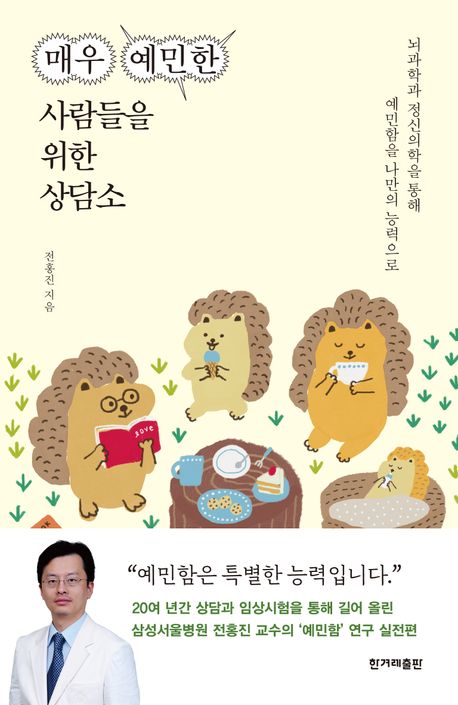 매우 예민한
사람들을
위한
상담소
전홍진 지음
뇌과학과 정신의학을 통해
예민함을 나만의 능력으로
Love
“예민함은 특별한 능력입니다.”
20여 년간 상담과 임상시험을 통해 길어 올린
삼성서울병원 전홍진 교수의 ‘예민함’ 연구 실전편
한겨레출판